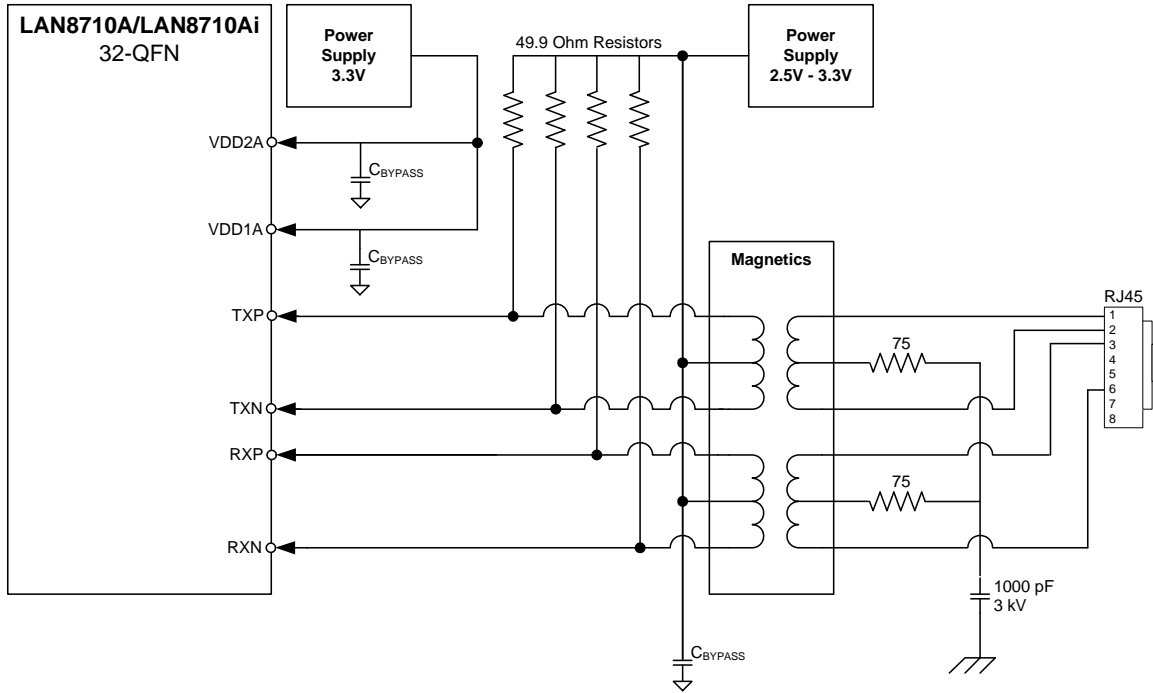 LAN8710A/LAN8710Ai
32-QFN
Power
Supply
3.3V
49.9 Ohm Resistors
Power
Supply
2.5V - 3.3V
VDD2A
CBYPASS
VDD1A
CBYPASS
Magnetics
TXP
RJ45
1
2
3
4
5
6
7
8
75
TXN
RXP
75
RXN
1000 pF
3 kV
CBYPASS